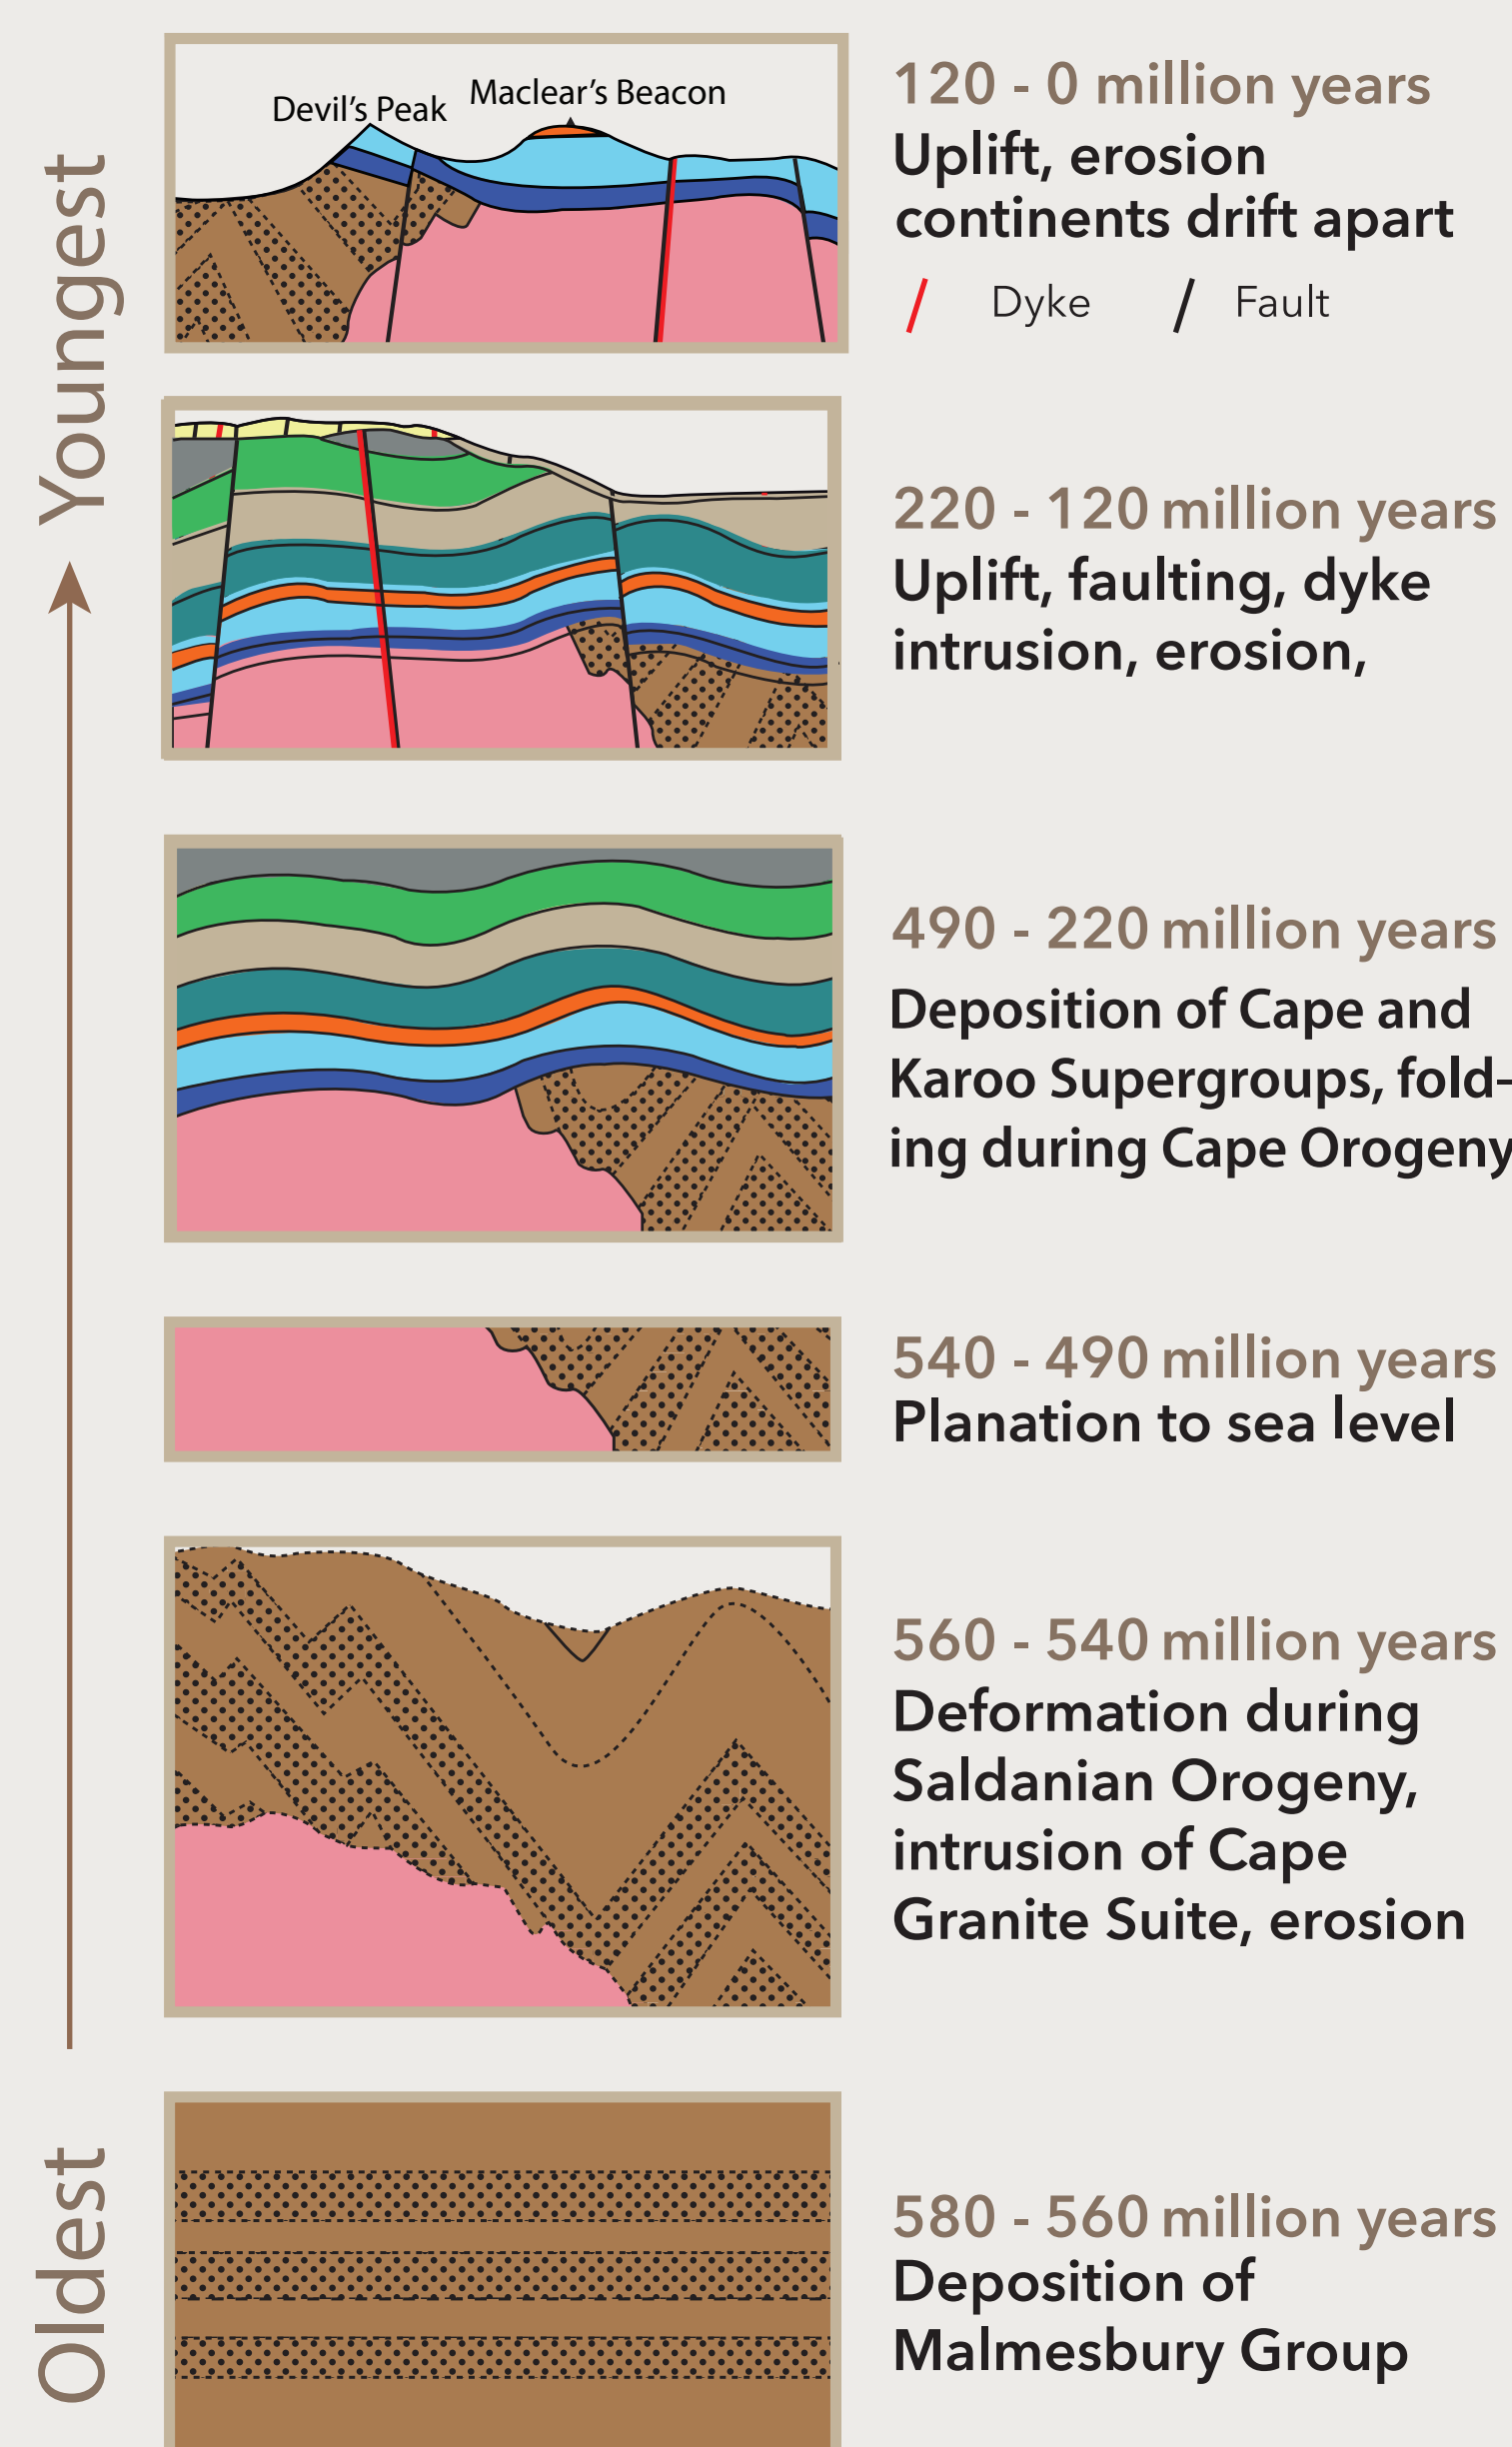 Youngest
Oldest
Devil's Peak
Maclear's Beacon
120 - 0 million years
Uplift, erosion
continents drift apart
Dyke
Fault
220 - 120 million years
Uplift, faulting, dyke
intrusion, erosion,
490 - 220 million years
Deposition of Cape and
Karoo Supergroups, fold-
ing during Cape Orogeny
540 - 490 million years
Planation to sea level
560 - 540 million years
Deformation during
Saldanian Orogeny,
intrusion of Cape
Granite Suite, erosion
580 - 560 million years
Deposition of
Malmesbury Group